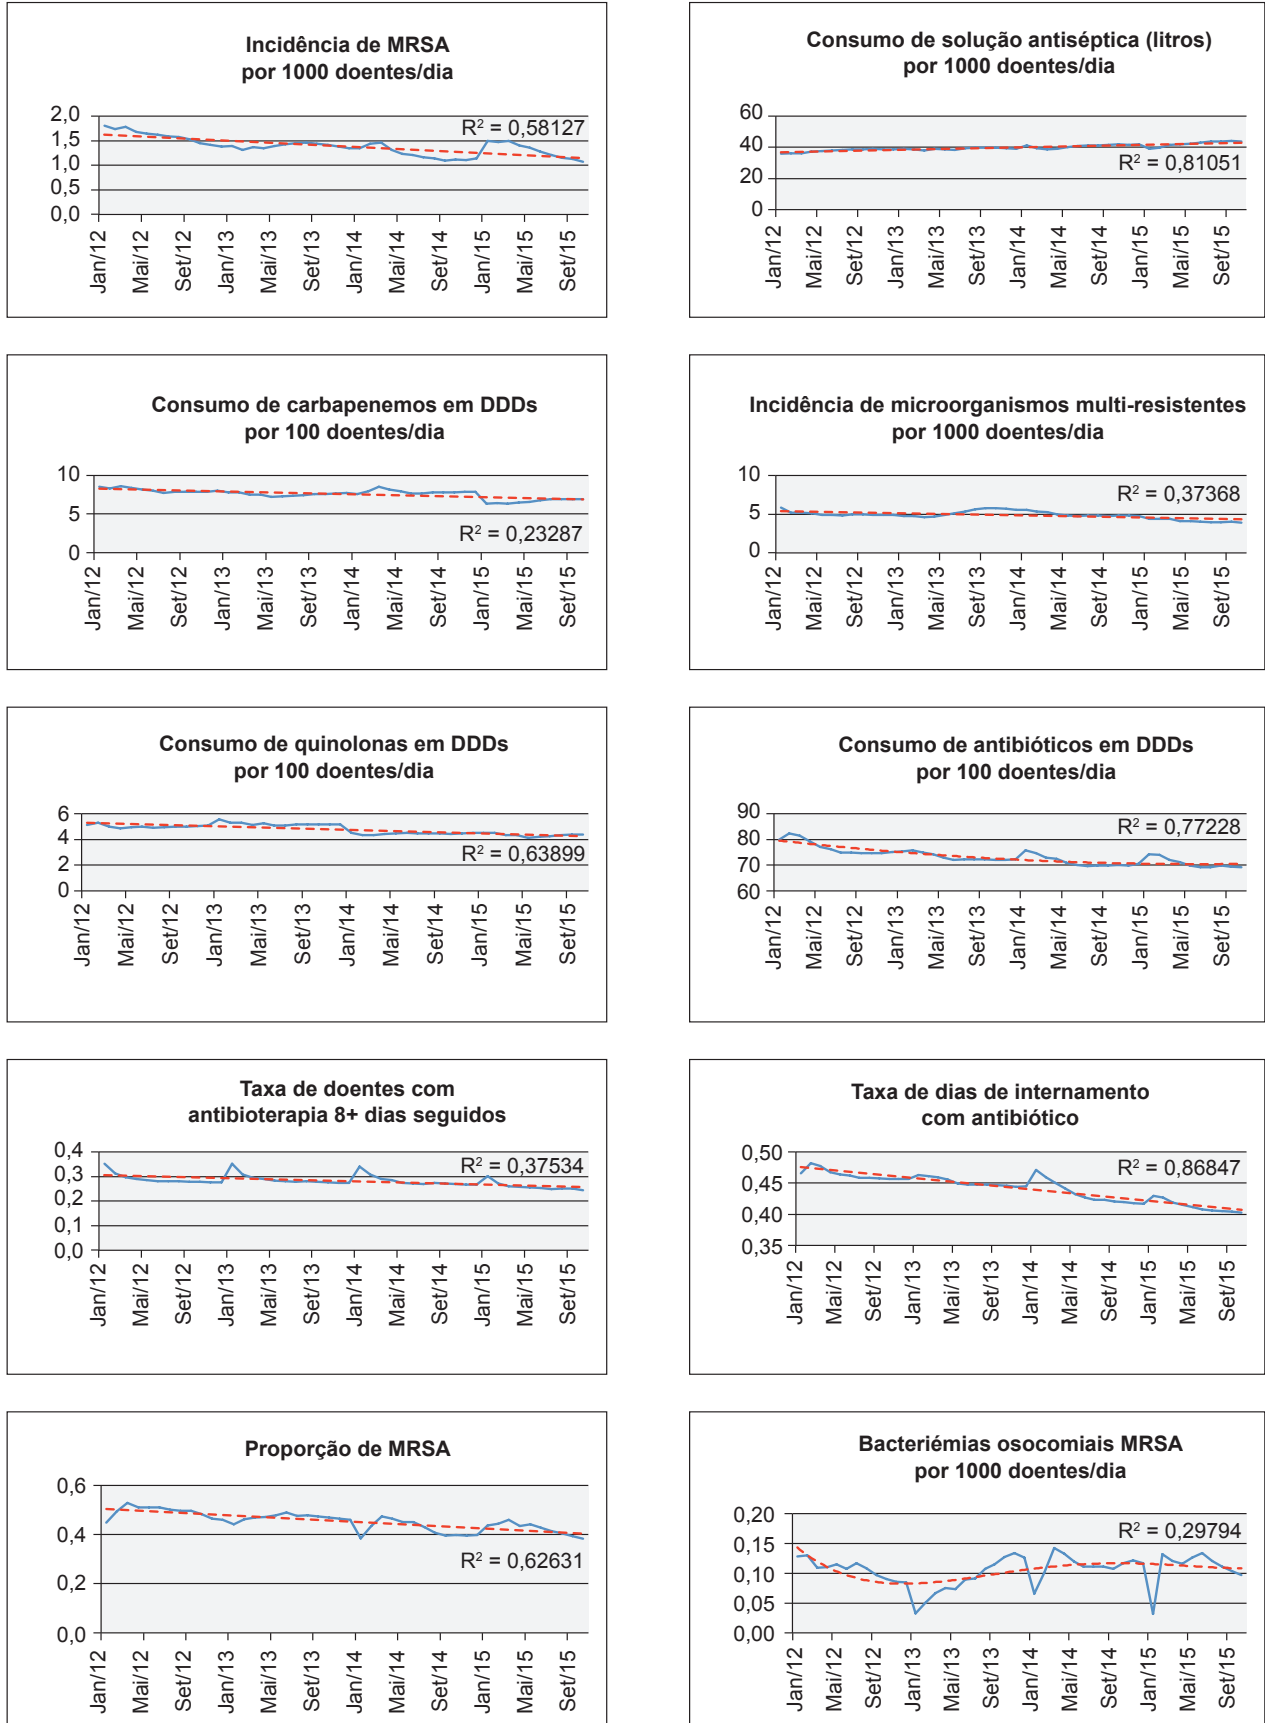 Incidência de MRSA
por 1000 doentes/dia
2,0
1,5
1,0
0,5
0,0
R² = 0,58127
Jan/12
Mai/12
Set/12
Jan/13
Mai/13
Set/13
Jan/14
Mai/14
Set/14
Jan/15
Mai/15
Set/15
Consumo de solução antiséptica (litros)
por 1000 doentes/dia
60
40
20
0
R² = 0,81051
Jan/12
Mai/12
Set/12
Jan/13
Mai/13
Set/13
Jan/14
Mai/14
Set/14
Jan/15
Mai/15
Set/15
Consumo de carbapenemos em DDDs
por 100 doentes/dia
10
5
0
R² = 0,23287
Jan/12
Mai/12
Set/12
Jan/13
Mai/13
Set/13
Jan/14
Mai/14
Set/14
Jan/15
Mai/15
Set/15
Incidência de microorganismos multi-resistentes
por 1000 doentes/dia
10
5
0
R² = 0,37368
Jan/12
Mai/12
Set/12
Jan/13
Mai/13
Set/13
Jan/14
Mai/14
Set/14
Jan/15
Mai/15
Set/15
Consumo de quinolonas em DDDs
por 100 doentes/dia
6
4
2
0
R² = 0,63899
Jan/12
Mai/12
Set/12
Jan/13
Mai/13
Set/13
Jan/14
Mai/14
Set/14
Jan/15
Mai/15
Set/15
Consumo de antibióticos em DDDs
por 100 doentes/dia
90
80
70
60
R² = 0,77228
Jan/12
Mai/12
Set/12
Jan/13
Mai/13
Set/13
Jan/14
Mai/14
Set/14
Jan/15
Mai/15
Set/15
Taxa de doentes com
antibioterapia 8+ dias seguidos
0,4
0,3
0,2
0,1
0,0
R² = 0,37534
Jan/12
Mai/12
Set/12
Jan/13
Mai/13
Set/13
Jan/14
Mai/14
Set/14
Jan/15
Mai/15
Set/15
Taxa de dias de internamento
com antibiótico
0,50
0,45
0,40
0,35
R² = 0,86847
Jan/12
Mai/12
Set/12
Jan/13
Mai/13
Set/13
Jan/14
Mai/14
Set/14
Jan/15
Mai/15
Set/15
Proporção de MRSA
0,6
0,4
0,2
0,0
R² = 0,62631
Jan/12
Mai/12
Set/12
Jan/13
Mai/13
Set/13
Jan/14
Mai/14
Set/14
Jan/15
Mai/15
Set/15
Bacteriémias osocomiais MRSA
por 1000 doentes/dia
0,20
0,15
0,10
0,05
0,00
R² = 0,29794
Jan/12
Mai/12
Set/12
Jan/13
Mai/13
Set/13
Jan/14
Mai/14
Set/14
Jan/15
Mai/15
Set/15